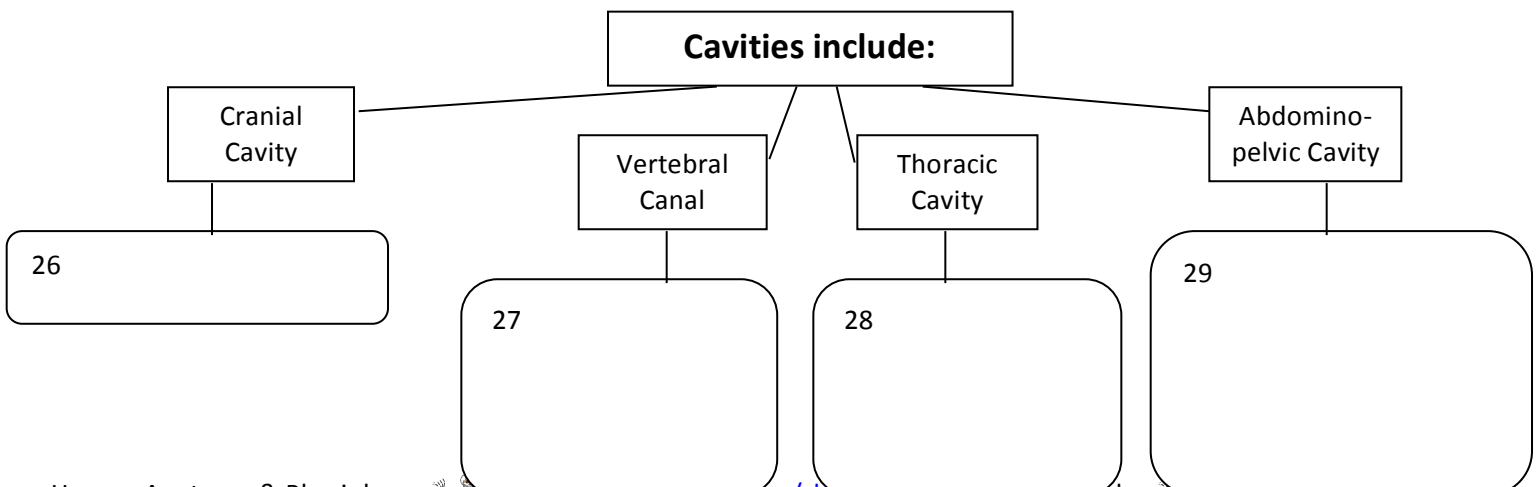 Cavities include:
Cranial
Cavity
Vertebral
Canal
Thoracic
Cavity
Abdomino-
pelvic Cavity
26
27
28
29